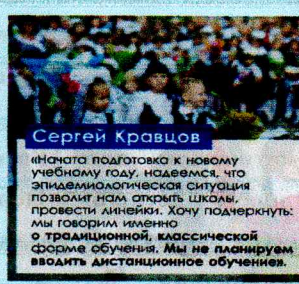 Сергей Кравцов
«Начата подготовка к новому
учебному году, надеемся, что
эпидемиологическая ситуация
позволит нам открыть школы,
провести линейки. Хочу подчеркнуть:
мы говорим именно
о традиционной, классической
форме обучения. Мы не планируем
вводить дистанционное обучение».